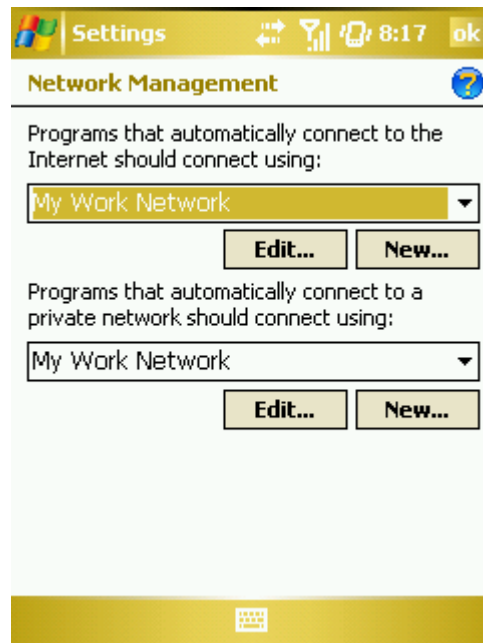 Settings 8:17 ok
Network Management ?
Programs that automatically connect to the
Internet should connect using:
My Work Network
Edit... New...
Programs that automatically connect to a
private network should connect using:
My Work Network
Edit... New...